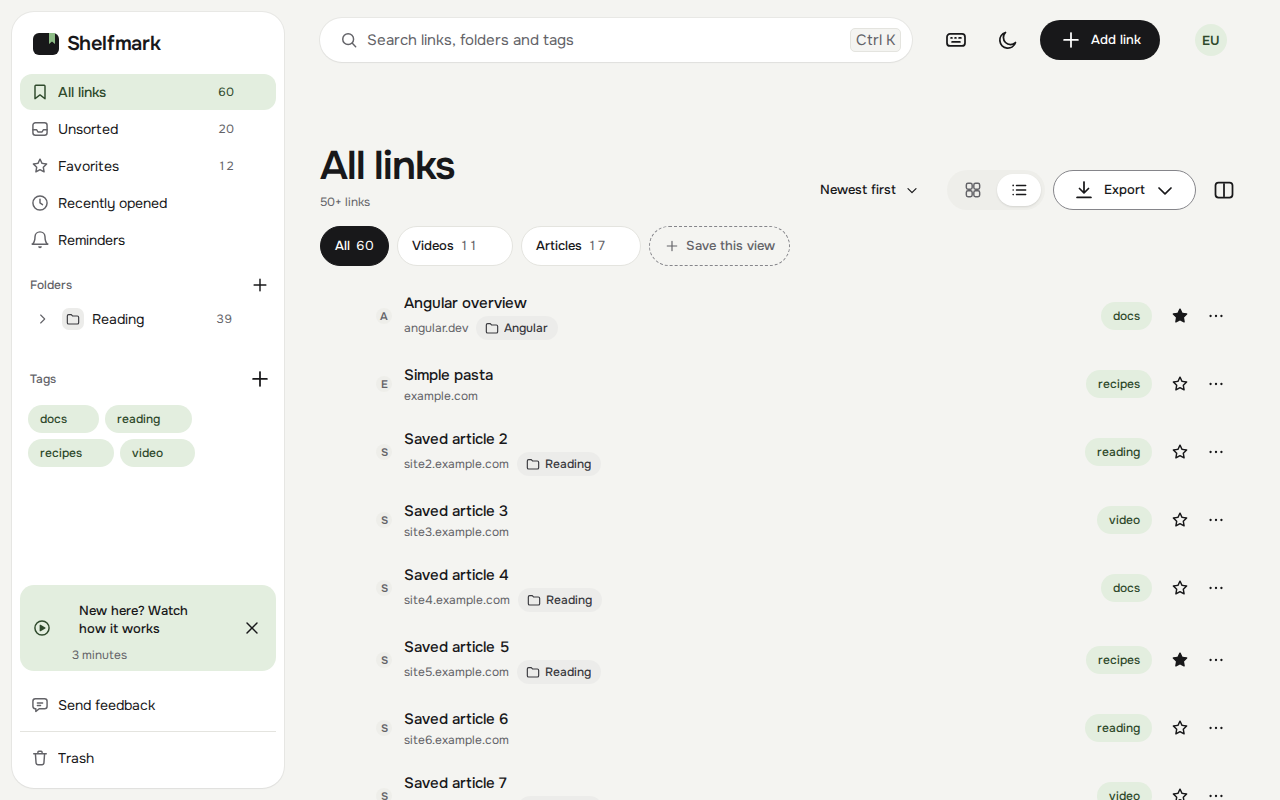 Shelfmark
All links 60
Unsorted 20
Favorites 12
Recently opened
Reminders
Folders
Reading 39
Tags
docs reading
recipes video
New here? Watch
how it works
3 minutes
Send feedback
Trash
Search links, folders and tags Ctrl K
Add link
EU
All links
50+ links
Newest first
Export
All 60
Videos 11
Articles 17
Save this view
A
Angular overview
angular.dev Angular
docs
E
Simple pasta
example.com
recipes
S
Saved article 2
site2.example.com Reading
reading
S
Saved article 3
site3.example.com
video
S
Saved article 4
site4.example.com Reading
docs
S
Saved article 5
site5.example.com Reading
recipes
S
Saved article 6
site6.example.com
reading
S
Saved article 7
video